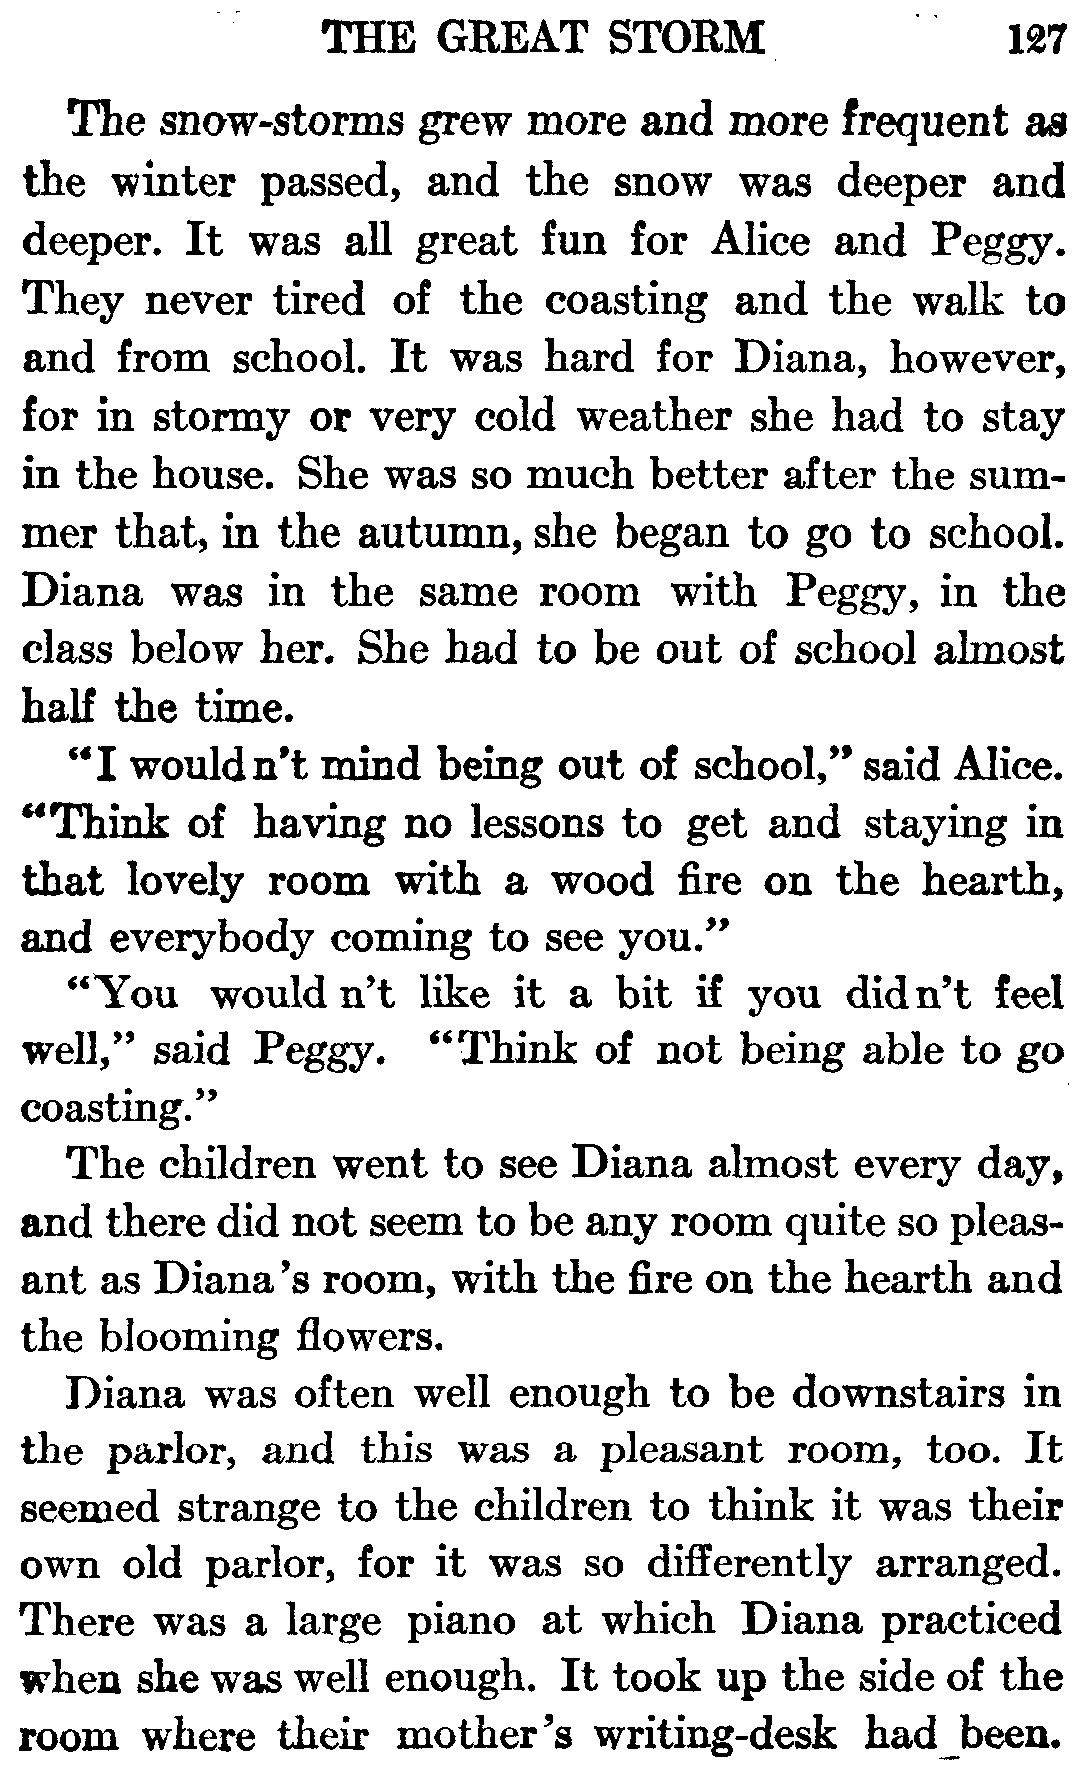 THE GREAT STORM 127
The snow-storms grew more and more frequent as
the winter passed, and the snow was deeper and
deeper. It was all great fun for Alice and Peggy.
They never tired of the coasting and the walk to
and from school. It was hard for Diana, however,
for in stormy or very cold weather she had to stay
in the house. She was so much better after the sum-
mer that, in the autumn, she began to go to school.
Diana was in the same room with Peggy, in the
class below her. She had to be out of school almost
half the time.
“I would n’t mind being out of school,” said Alice.
“Think of having no lessons to get and staying in
that lovely room with a wood fire on the hearth,
and everybody coming to see you.”
“You would n’t like it a bit if you did n’t feel
well,” said Peggy. “Think of not being able to go
coasting.”
The children went to see Diana almost every day,
and there did not seem to be any room quite so pleas-
ant as Diana’s room, with the fire on the hearth and
the blooming flowers.
Diana was often well enough to be downstairs in
the parlor, and this was a pleasant room, too. It
seemed strange to the children to think it was their
own old parlor, for it was so differently arranged.
There was a large piano at which Diana practiced
when she was well enough. It took up the side of the
room where their mother’s writing-desk had been.